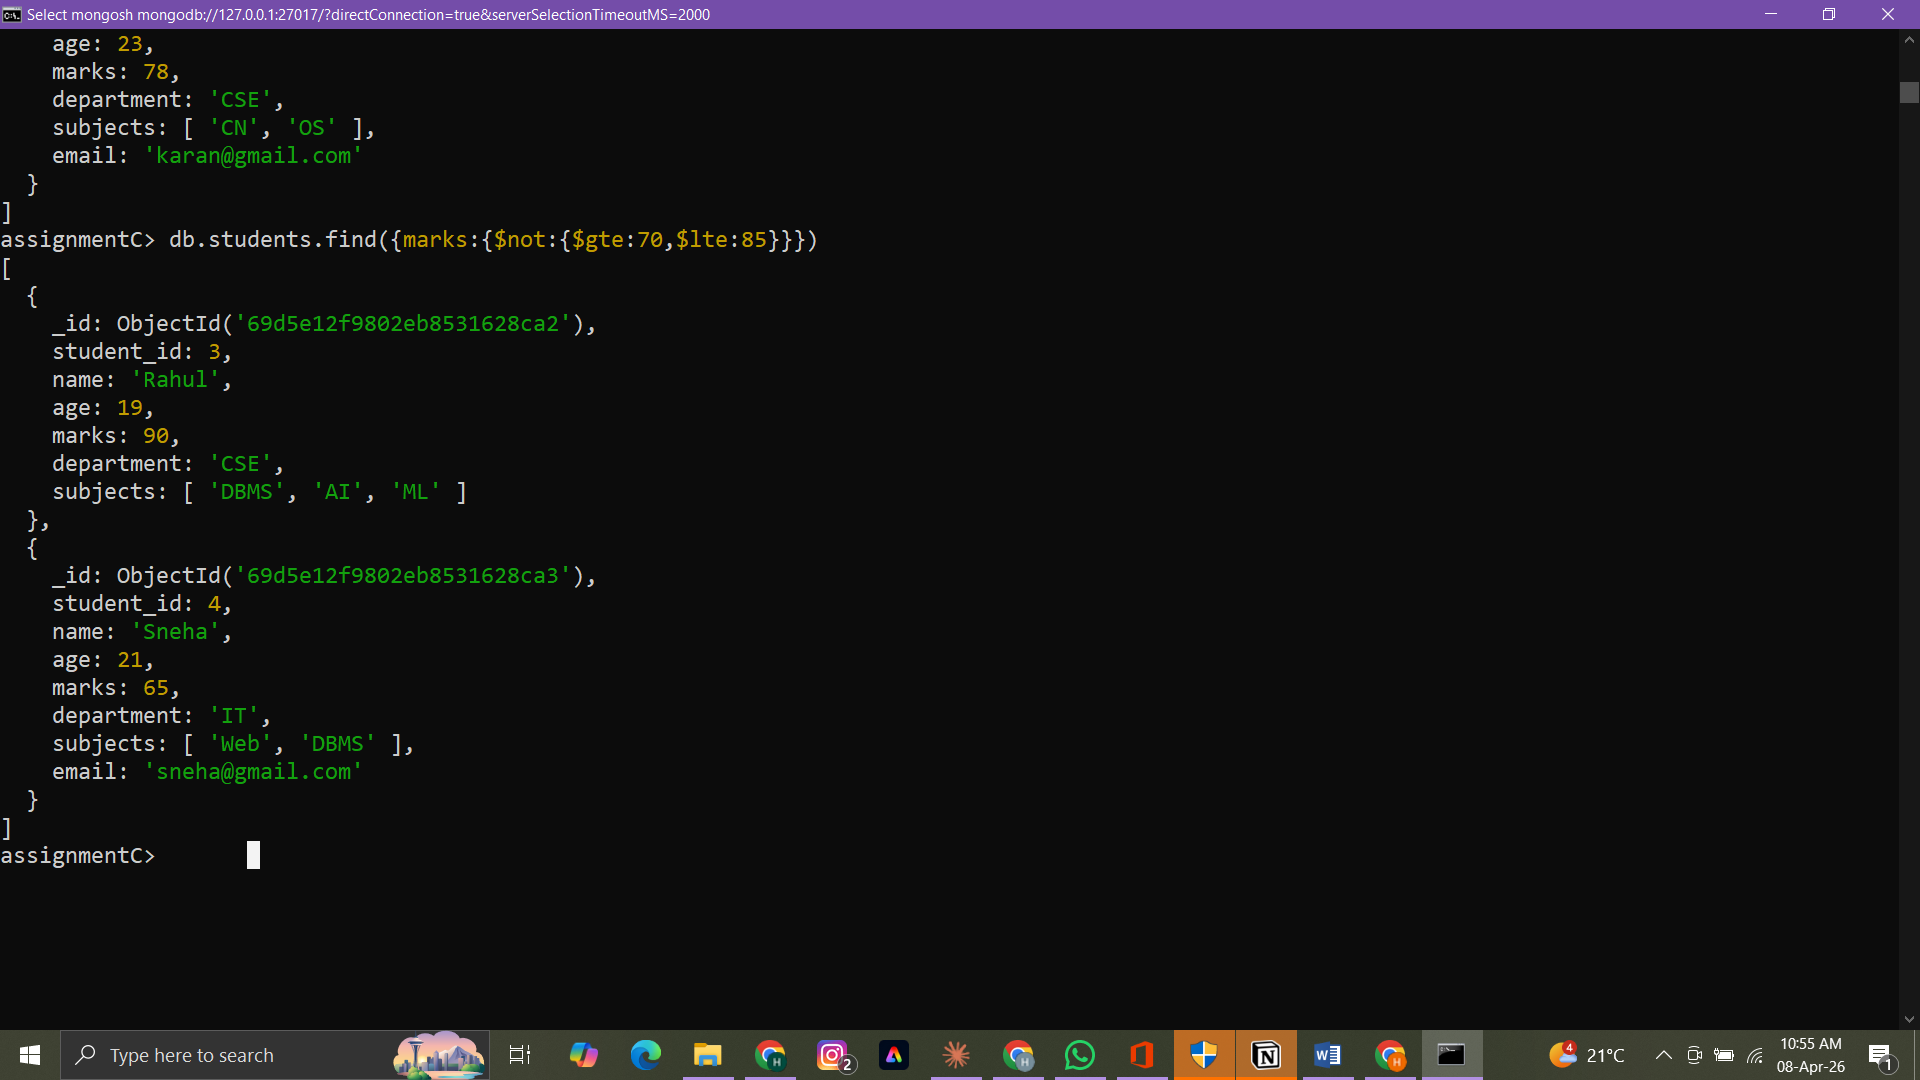 Select mongosh mongodb://127.0.0.1:27017/?directConnection=true&serverSelectionTimeoutMS=2000
    age: 23,
    marks: 78,
    department: 'CSE',
    subjects: [ 'CN', 'OS' ],
    email: 'karan@gmail.com'
  }
]
assignmentC> db.students.find({marks:{$not:{$gte:70,$lte:85}}})
[
  {
    _id: ObjectId('69d5e12f9802eb8531628ca2'),
    student_id: 3,
    name: 'Rahul',
    age: 19,
    marks: 90,
    department: 'CSE',
    subjects: [ 'DBMS', 'AI', 'ML' ]
  },
  {
    _id: ObjectId('69d5e12f9802eb8531628ca3'),
    student_id: 4,
    name: 'Sneha',
    age: 21,
    marks: 65,
    department: 'IT',
    subjects: [ 'Web', 'DBMS' ],
    email: 'sneha@gmail.com'
  }
]
assignmentC>
Type here to search
2
4
21°C
10:55 AM
08-Apr-26
1